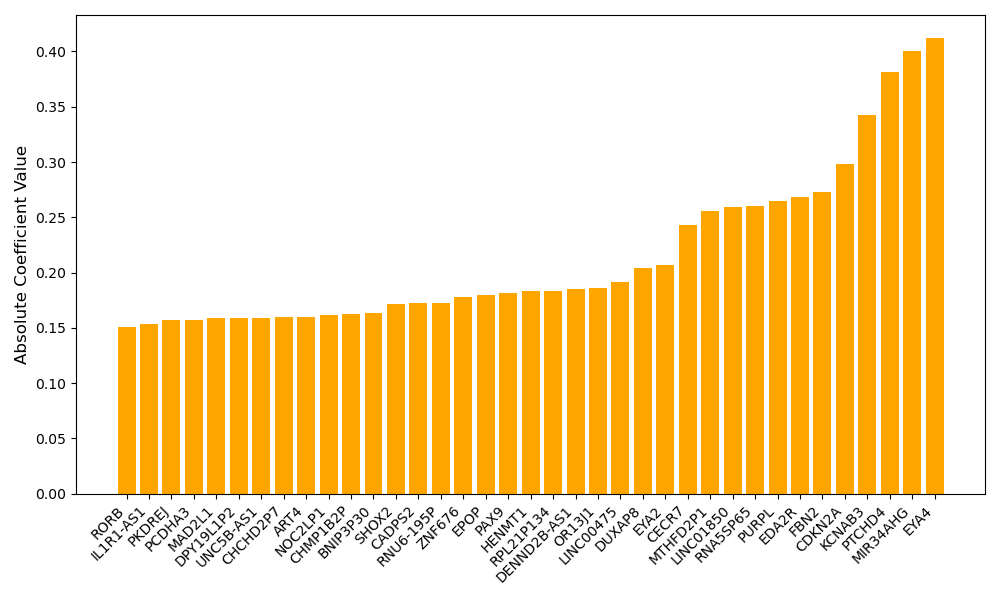 Absolute Coefficient Value
0.40
0.35
0.30
0.25
0.20
0.15
0.10
0.05
0.00
RORB
IL1R1-AS1
PKDREJ
PCDHA3
MAD2L1
DPY19L1P2
UNC5B-AS1
CHCHD2P7
ART4
NOC2LP1
CHMP1B2P
BNIP3P30
SHOX2
CADPS2
RNU6-195P
ZNF676
EPOP
PAX9
HENMT1
RPL21P134
DENND2B-AS1
OR13J1
LINC00475
DUXAP8
EYA2
CECR7
MTHFD2P1
LINC01850
RNA5SP65
PURPL
EDA2R
FBN2
CDKN2A
KCNAB3
PTCHD4
MIR34AHG
EYA4